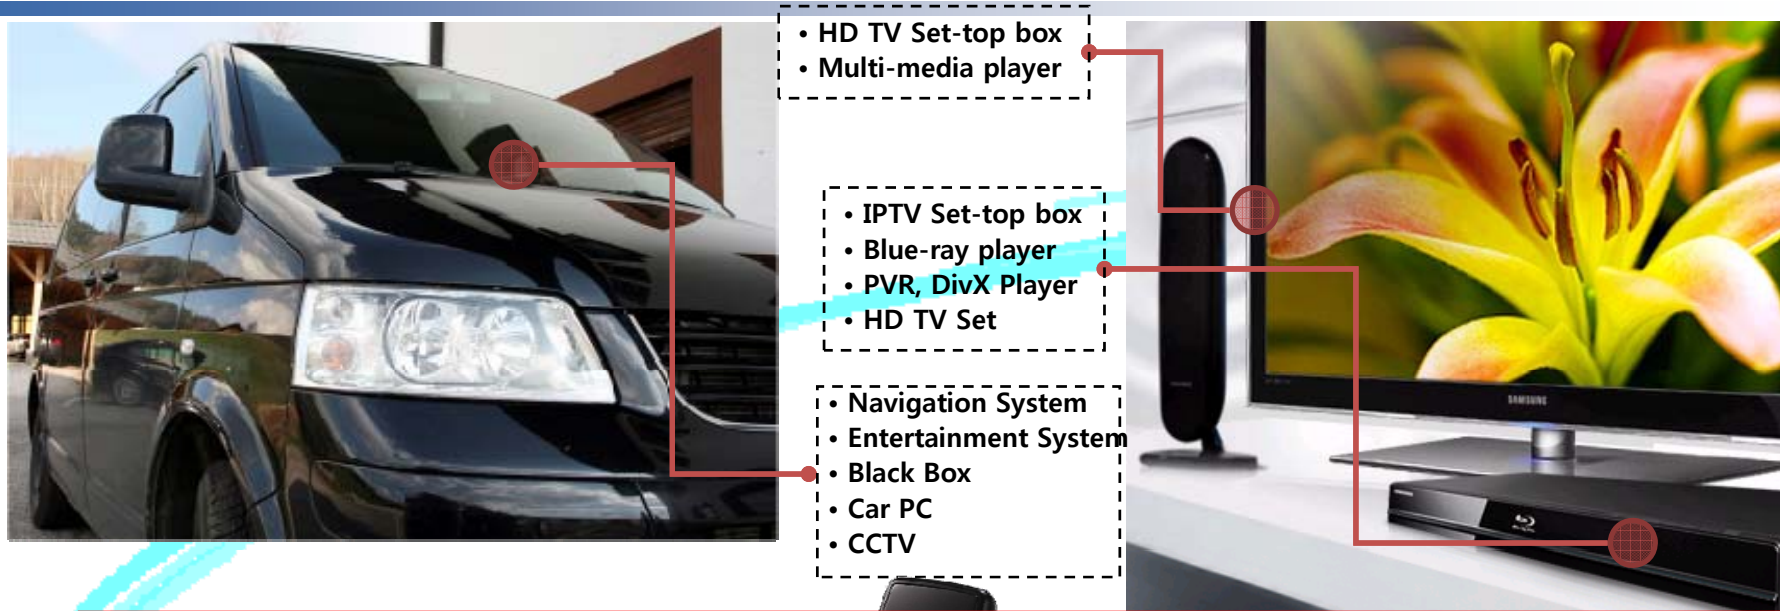 • HD TV Set-top box
• Multi-media player
• IPTV Set-top box
• Blue-ray player
• PVR, DivX Player
• HD TV Set
• Navigation System
• Entertainment System
• Black Box
• Car PC
• CCTV
SAMSUNG